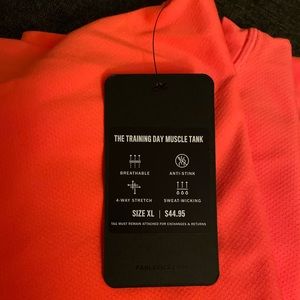 THE TRAINING DAY MUSCLE TANK
BREATHABLE ANTI-STINK
4-WAY STRETCH SWEAT-WICKING
SIZE XL | $44.95
TAG MUST REMAIN ATTACHED FOR EXCHANGES & RETURNS